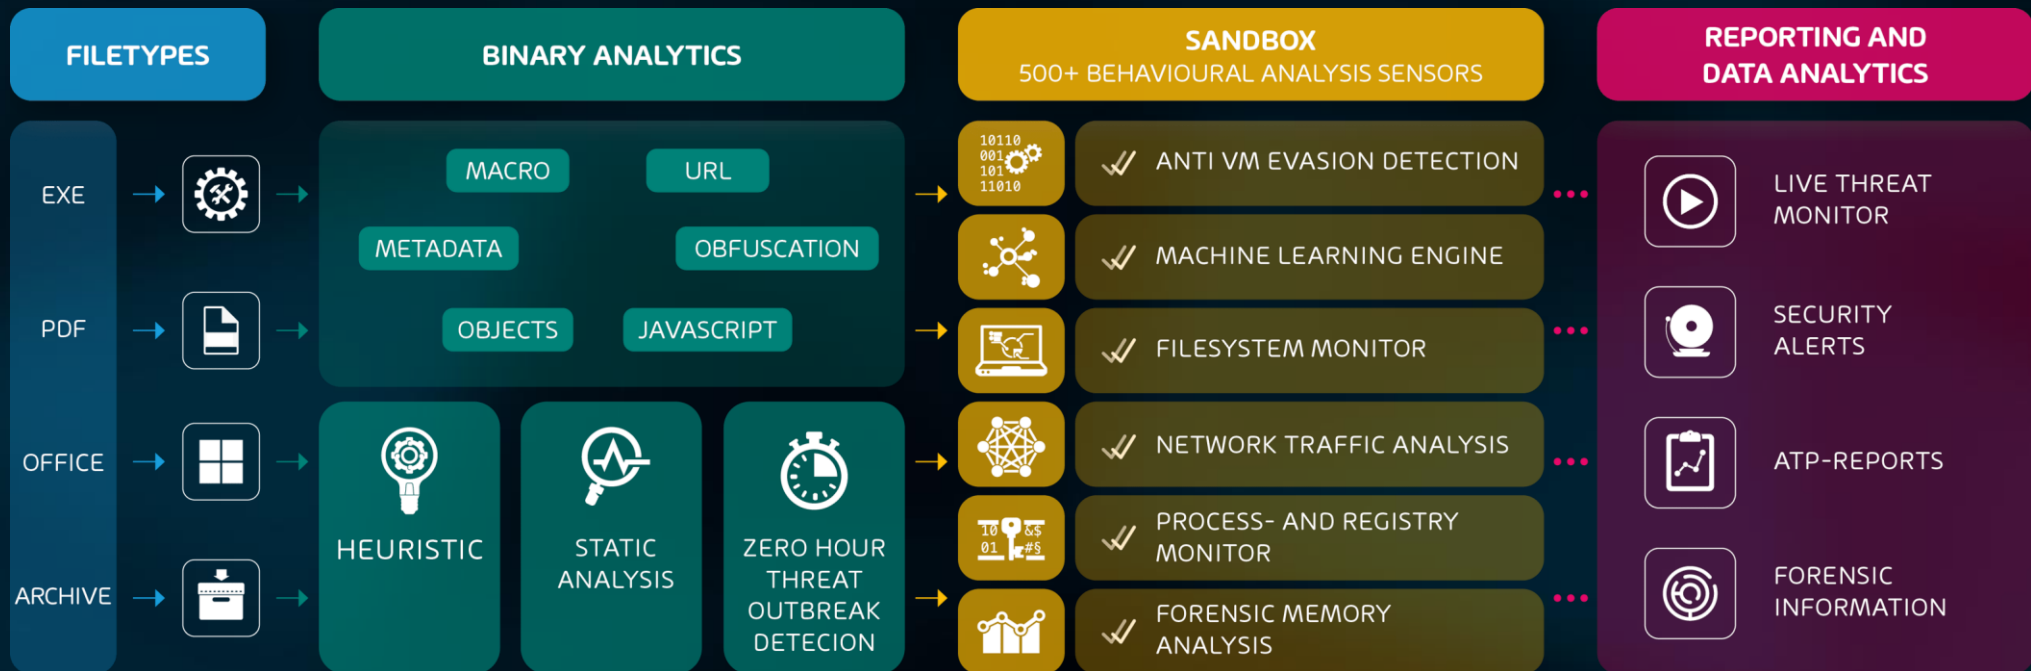 FILETYPES
BINARY ANALYTICS
SANDBOX
500+ BEHAVIOURAL ANALYSIS SENSORS
REPORTING AND
DATA ANALYTICS
EXE
PDF
OFFICE
ARCHIVE
MACRO
URL
METADATA
OBFUSCATION
OBJECTS
JAVASCRIPT
HEURISTIC
STATIC
ANALYSIS
ZERO HOUR
THREAT
OUTBREAK
DETECION
10110
001
101
11010
ANTI VM EVASION DETECTION
MACHINE LEARNING ENGINE
FILESYSTEM MONITOR
NETWORK TRAFFIC ANALYSIS
10 &$
01 #§
PROCESS- AND REGISTRY
MONITOR
FORENSIC MEMORY
ANALYSIS
LIVE THREAT
MONITOR
SECURITY
ALERTS
ATP-REPORTS
FORENSIC
INFORMATION